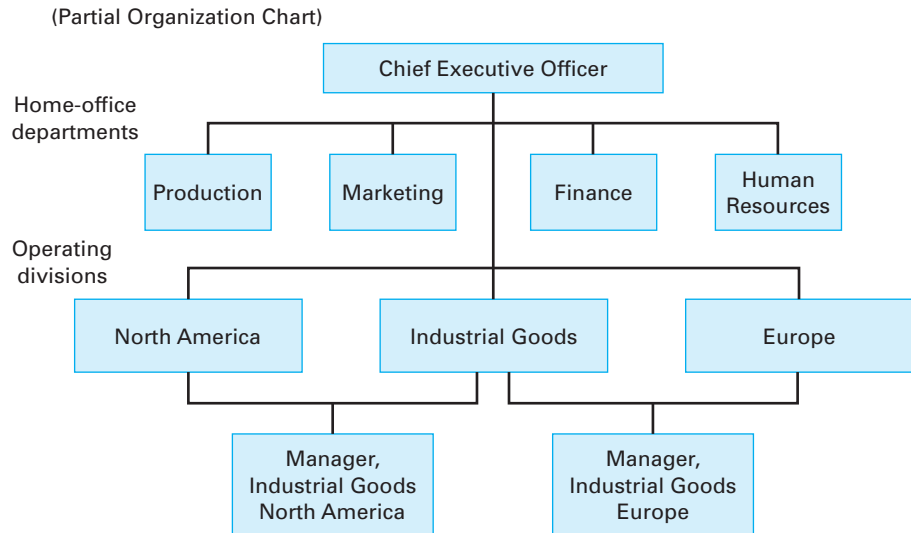 (Partial Organization Chart)
Chief Executive Officer
Home-office
departments
Production
Marketing
Finance
Human
Resources
Operating
divisions
North America
Industrial Goods
Europe
Manager,
Industrial Goods
North America
Manager,
Industrial Goods
Europe